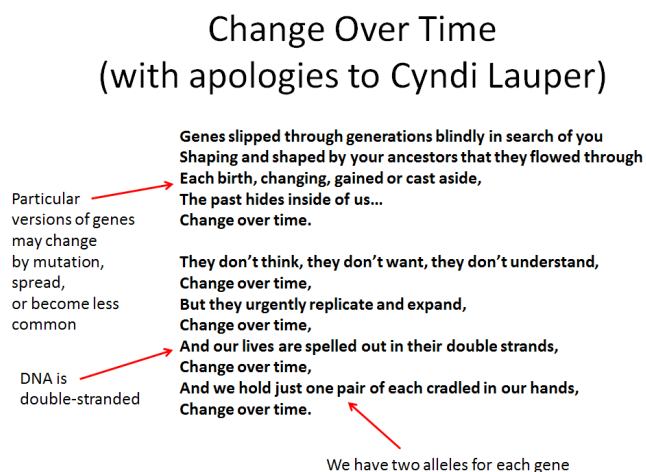 Change Over Time
(with apologies to Cyndi Lauper)
Genes slipped through generations blindly in search of you
Shaping and shaped by your ancestors that they flowed through
Each birth, changing, gained or cast aside,
The past hides inside of us...
Change over time.
Particular
versions of genes
may change
by mutation,
spread,
or become less
common
They don't think, they don't want, they don't understand,
Change over time,
But they urgently replicate and expand,
Change over time,
And our lives are spelled out in their double strands,
Change over time,
And we hold just one pair of each cradled in our hands,
Change over time.
DNA is
double-stranded
We have two alleles for each gene